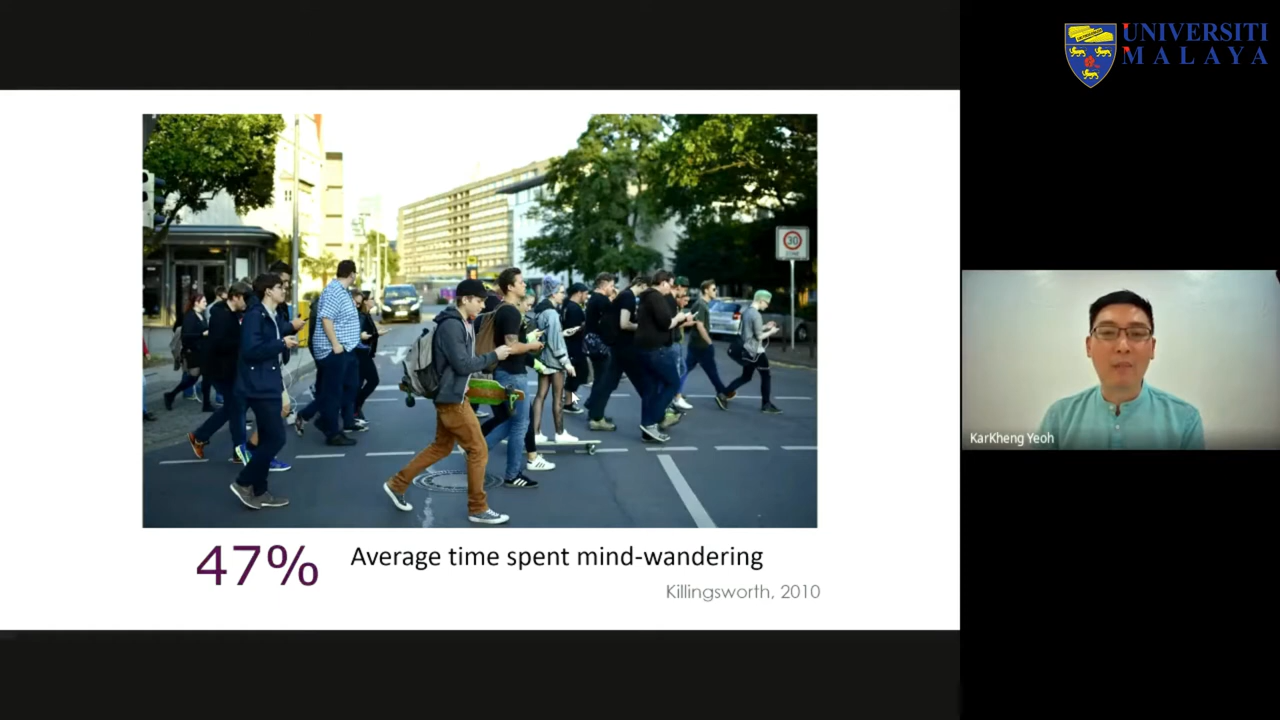 UNIVERSITI
MALAYA
30
47%
Average time spent mind-wandering
Killingsworth, 2010
KarKheng Yeoh